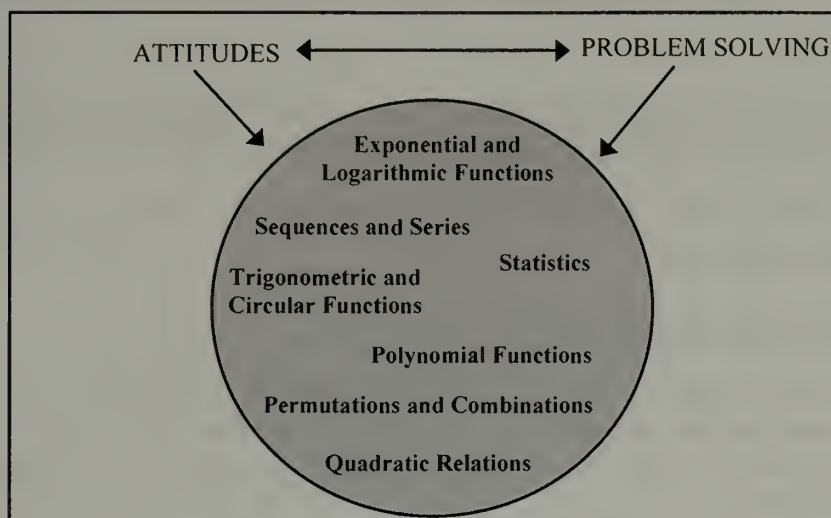 ATTITUDES PROBLEM SOLVING
Exponential and
Logarithmic Functions
Sequences and Series
Statistics
Trigonometric and
Circular Functions
Polynomial Functions
Permutations and Combinations
Quadratic Relations